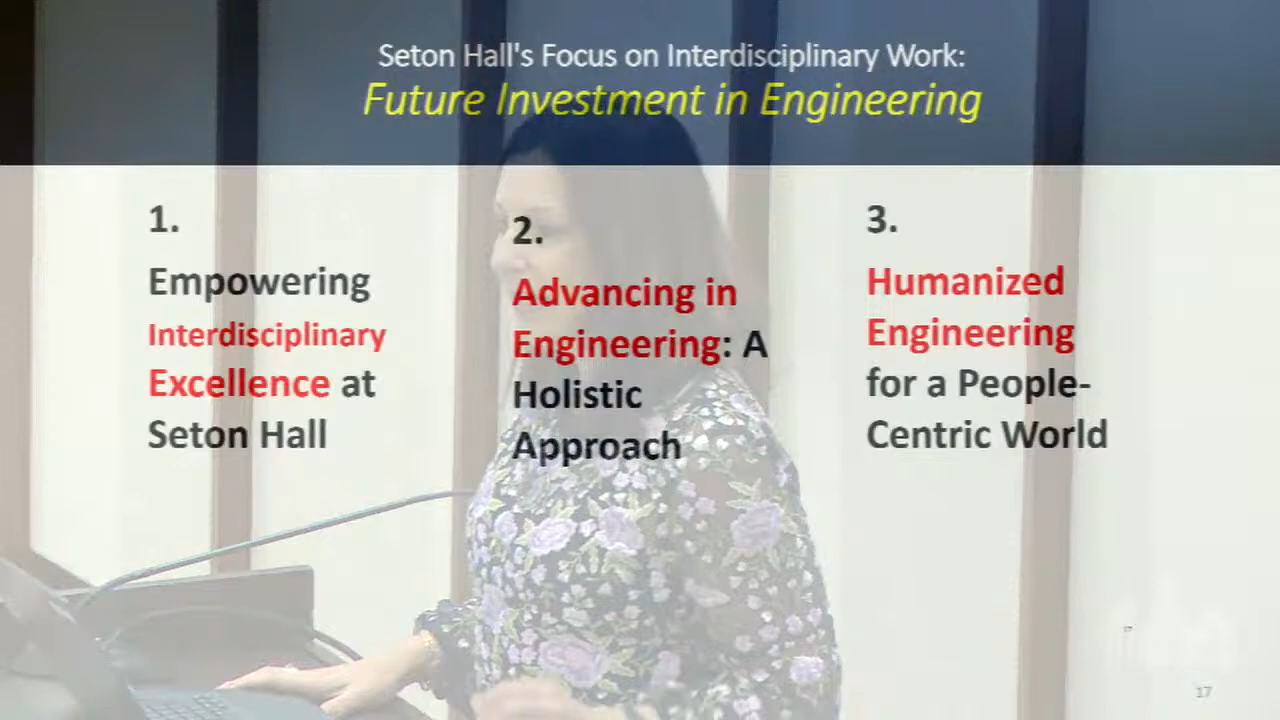 Seton Hall's Focus on Interdisciplinary Work:
Future Investment in Engineering
1.
Empowering
Interdisciplinary
Excellence at
Seton Hall
2.
Advancing in
Engineering: A
Holistic
Approach
3.
Humanized
Engineering
for a People-
Centric World
17
17